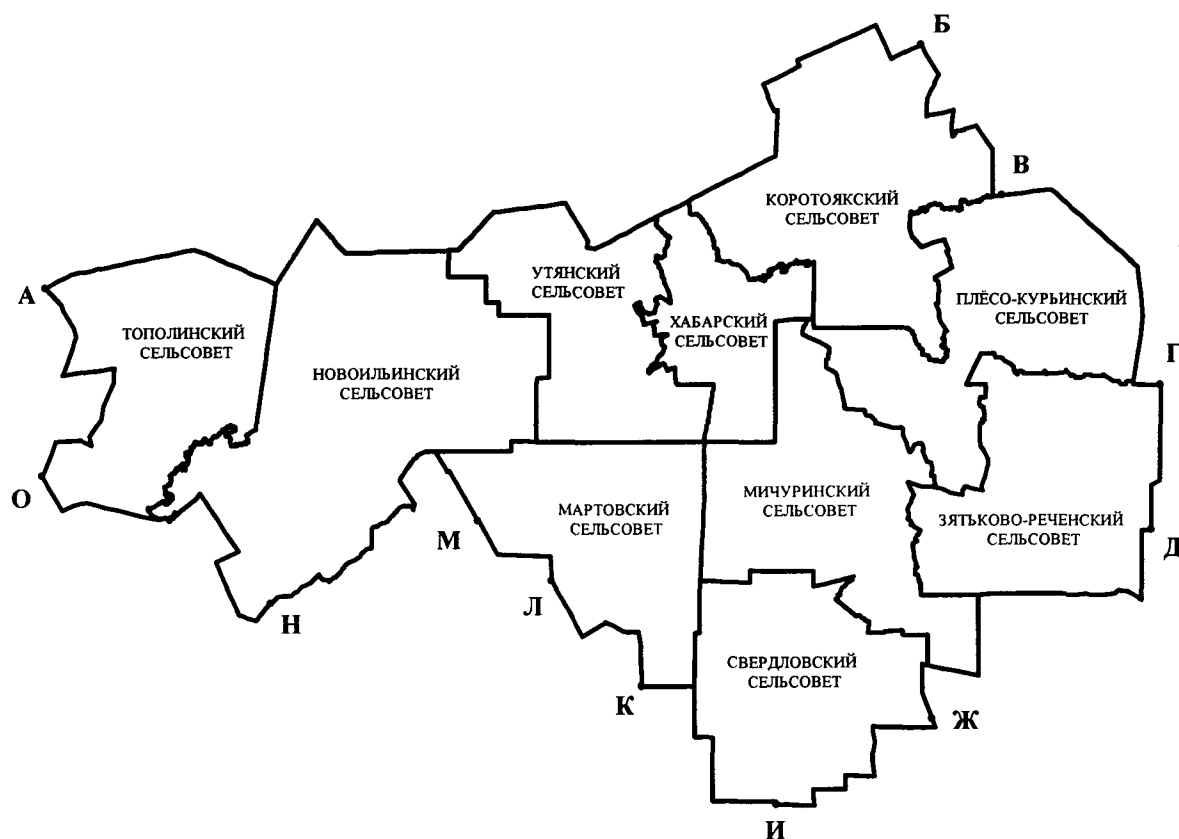 Б
В
КОРОТОЯКСКИЙ
СЕЛЬСОВЕТ
УТЯНСКИЙ
СЕЛЬСОВЕТ
А
ПЛЁСО-КУРЬИНСКИЙ
СЕЛЬСОВЕТ
ТОПОЛИНСКИЙ
СЕЛЬСОВЕТ
ХАБАРСКИЙ
СЕЛЬСОВЕТ
Г
НОВОИЛЬИНСКИЙ
СЕЛЬСОВЕТ
О
МАРТОВСКИЙ
СЕЛЬСОВЕТ
МИЧУРИНСКИЙ
СЕЛЬСОВЕТ
ЗЯТЬКОВО-РЕЧЕНСКИЙ
СЕЛЬСОВЕТ
М
Д
Л
Н
СВЕРДЛОВСКИЙ
СЕЛЬСОВЕТ
К
Ж
И